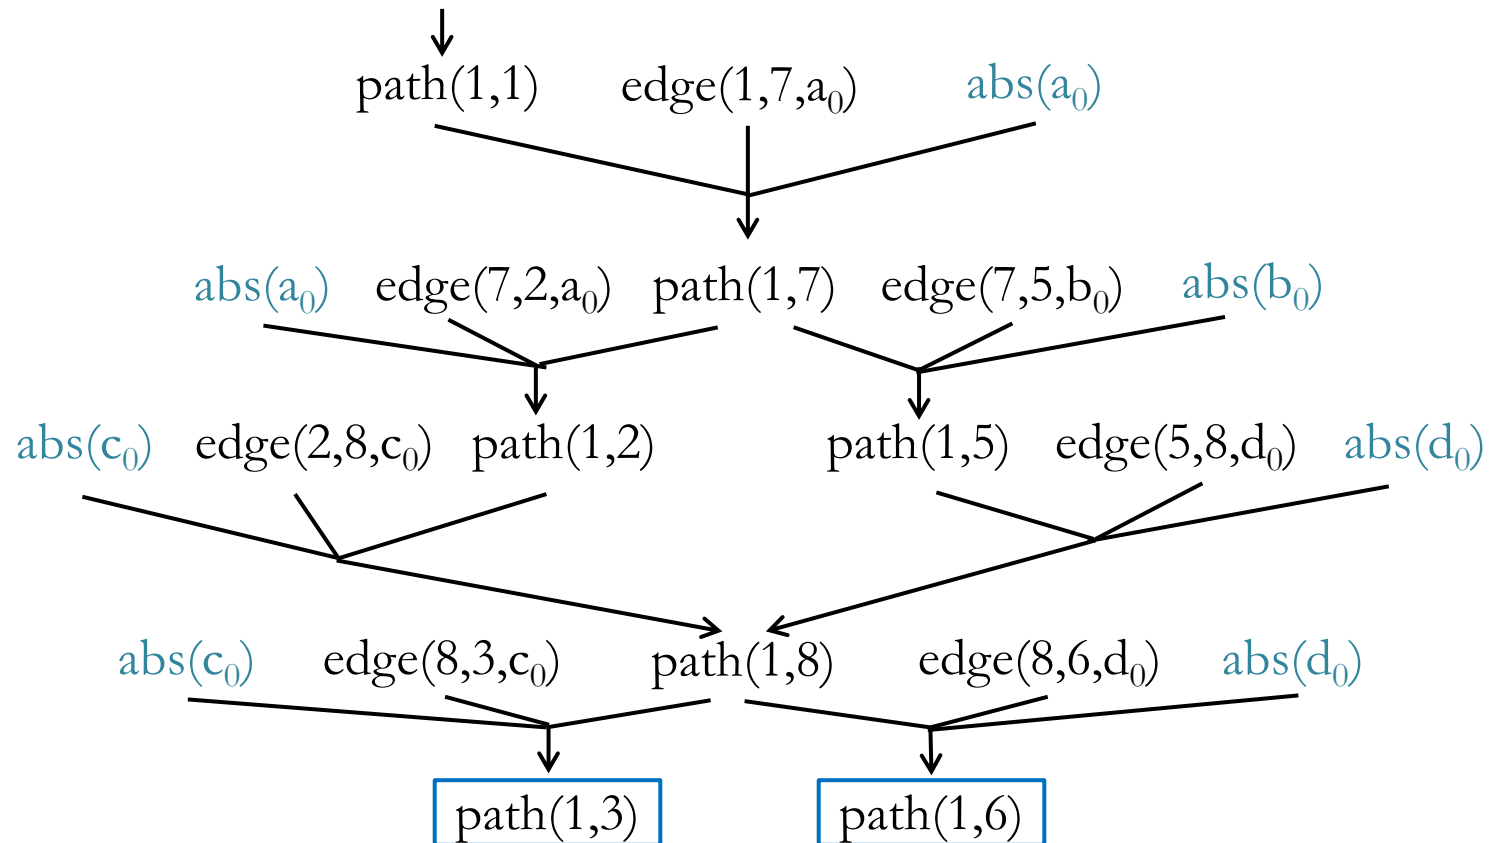 path(1,1) edge(1,7,a₀) abs(a₀)
abs(a₀) edge(7,2,a₀) path(1,7) edge(7,5,b₀) abs(b₀)
abs(c₀) edge(2,8,c₀) path(1,2) path(1,5) edge(5,8,d₀) abs(d₀)
abs(c₀) edge(8,3,c₀) path(1,8) edge(8,6,d₀) abs(d₀)
path(1,3) path(1,6)